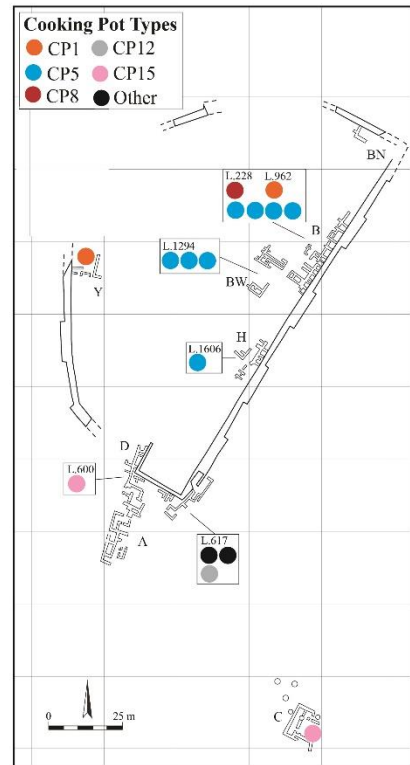 Cooking Pot Types
CP1 CP12
CP5 CP15
CP8 Other
BN
L.228 L.962
B
L.1294
BW
Y
H
L.1606
D
L.600
A
L.617
C
0 25 m